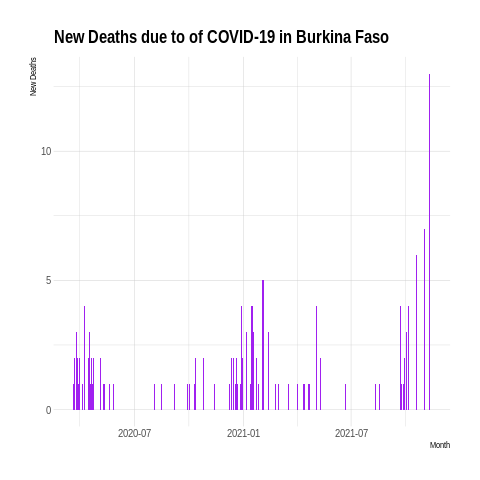 New Deaths due to of COVID-19 in Burkina Faso
New Deaths
10
5
0
2020-07
2021-01
2021-07
Month